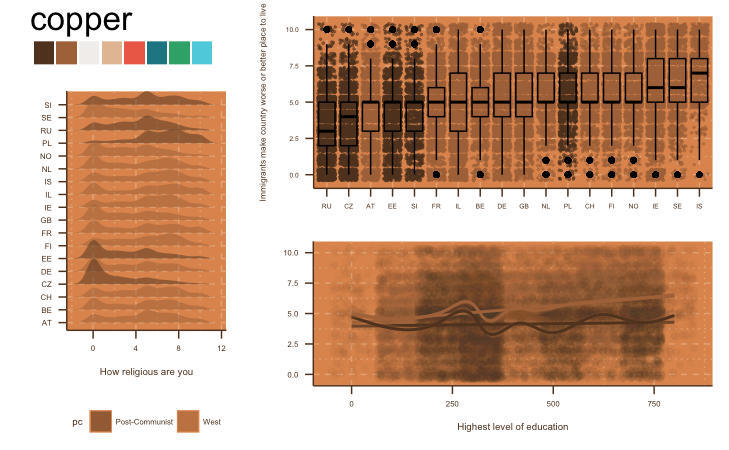 copper
SI
SE
RU
PL
NO
NL
IS
IL
IE
GB
FR
FI
EE
DE
CZ
CH
BE
AT
0 4 8 12
How religious are you
pc Post-Communist West
Immigrants make country worse or better place to live
10.0
7.5
5.0
2.5
0.0
RU CZ AT EE SI FR IL BE DE GB NL PL CH FI NO IE SE IS
10.0
7.5
5.0
2.5
0.0
0 250 500 750
Highest level of education